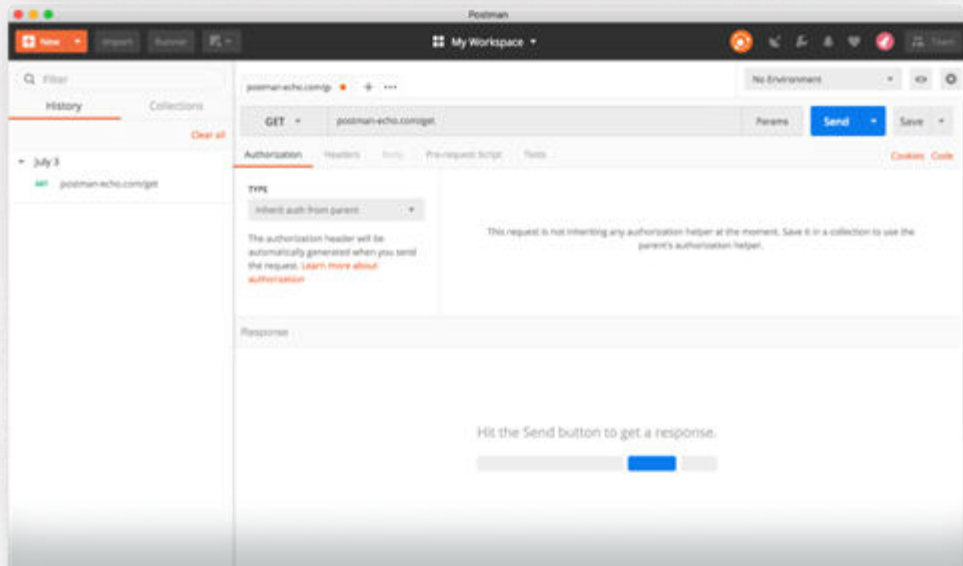 Postman
New
Import
Runner
My Workspace
Team
Filter
History
Collections
Clear all
July 3
GET postman-echo.com/get
postman-echo.com/g
No Environment
GET
postman-echo.com/get
Params
Send
Save
Authorization
Headers
Body
Pre-request Script
Tests
Cookies
Code
TYPE
Inherit auth from parent
The authorization header will be
automatically generated when you send
the request. Learn more about
authorization
This request is not inheriting any authorization helper at the moment. Save it in a collection to use the
parent's authorization helper.
Response
Hit the Send button to get a response.